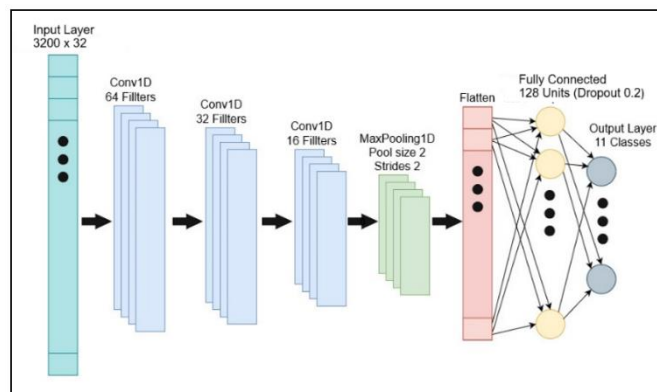 Input Layer
3200 x 32
Conv1D
64 Fillters
Conv1D
32 Fillters
Conv1D
16 Fillters
MaxPooling1D
Pool size 2
Strides 2
Flatten
Fully Connected
128 Units (Dropout 0.2)
Output Layer
11 Classes